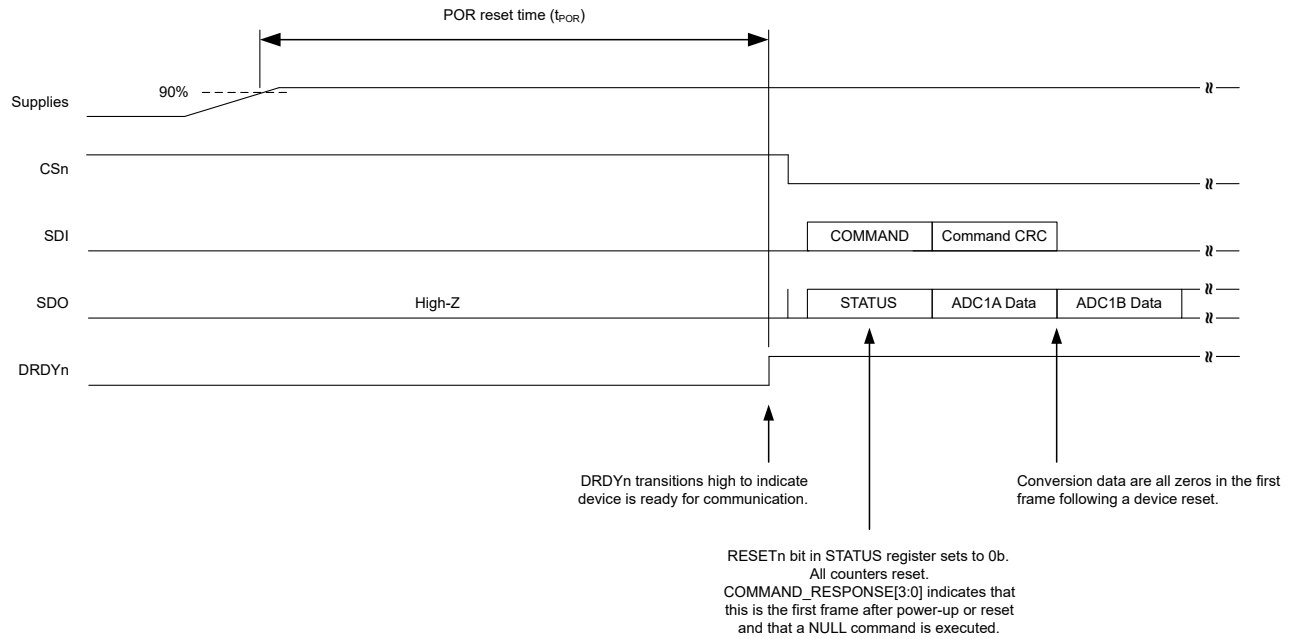 POR reset time (tPOR)
90%
Supplies
CSn
SDI
COMMAND
Command CRC
SDO
High-Z
STATUS
ADC1A Data
ADC1B Data
DRDYn
DRDYn transitions high to indicate
device is ready for communication.
Conversion data are all zeros in the first
frame following a device reset.
RESETn bit in STATUS register sets to 0b.
All counters reset.
COMMAND_RESPONSE[3:0] indicates that
this is the first frame after power-up or reset
and that a NULL command is executed.